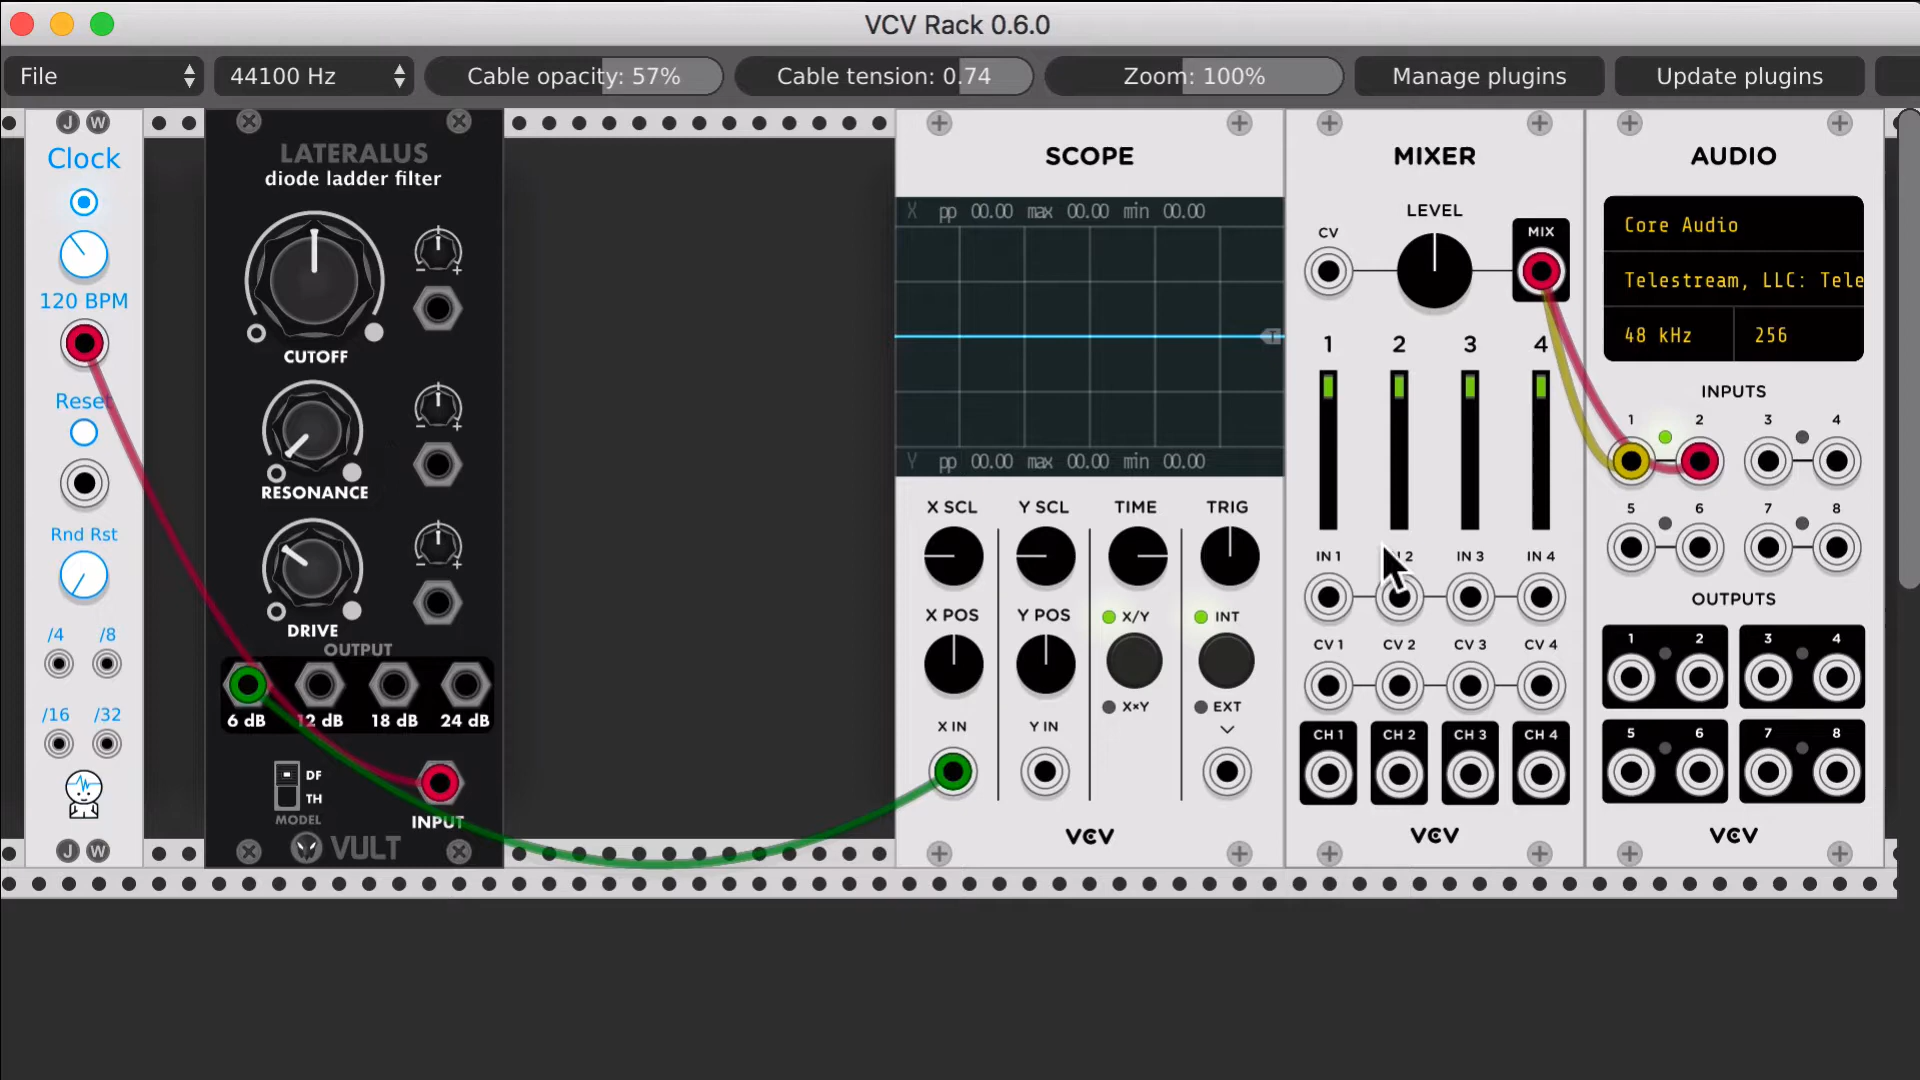 VCV Rack 0.6.0
File
44100 Hz
Cable opacity: 57%
Cable tension: 0.74
Zoom: 100%
Manage plugins
Update plugins
J W
Clock
120 BPM
Reset
Rnd Rst
/4 /8
/16 /32
J W
LATERALUS
diode ladder filter
CUTOFF
RESONANCE
DRIVE
OUTPUT
6 dB 12 dB 18 dB 24 dB
DF
TH
MODEL
INPUT
VULT
SCOPE
X pp 00.00 max 00.00 min 00.00
T
Y pp 00.00 max 00.00 min 00.00
X SCL Y SCL TIME TRIG
X POS Y POS X/Y INT
X×Y EXT
X IN Y IN
VCV
MIXER
LEVEL
CV MIX
1 2 3 4
IN 1 2 IN 3 IN 4
CV 1 CV 2 CV 3 CV 4
CH 1 CH 2 CH 3 CH 4
VCV
AUDIO
Core Audio
Telestream, LLC: Tele
48 kHz 256
INPUTS
1 2 3 4
5 6 7 8
OUTPUTS
1 2 3 4
5 6 7 8
VCV